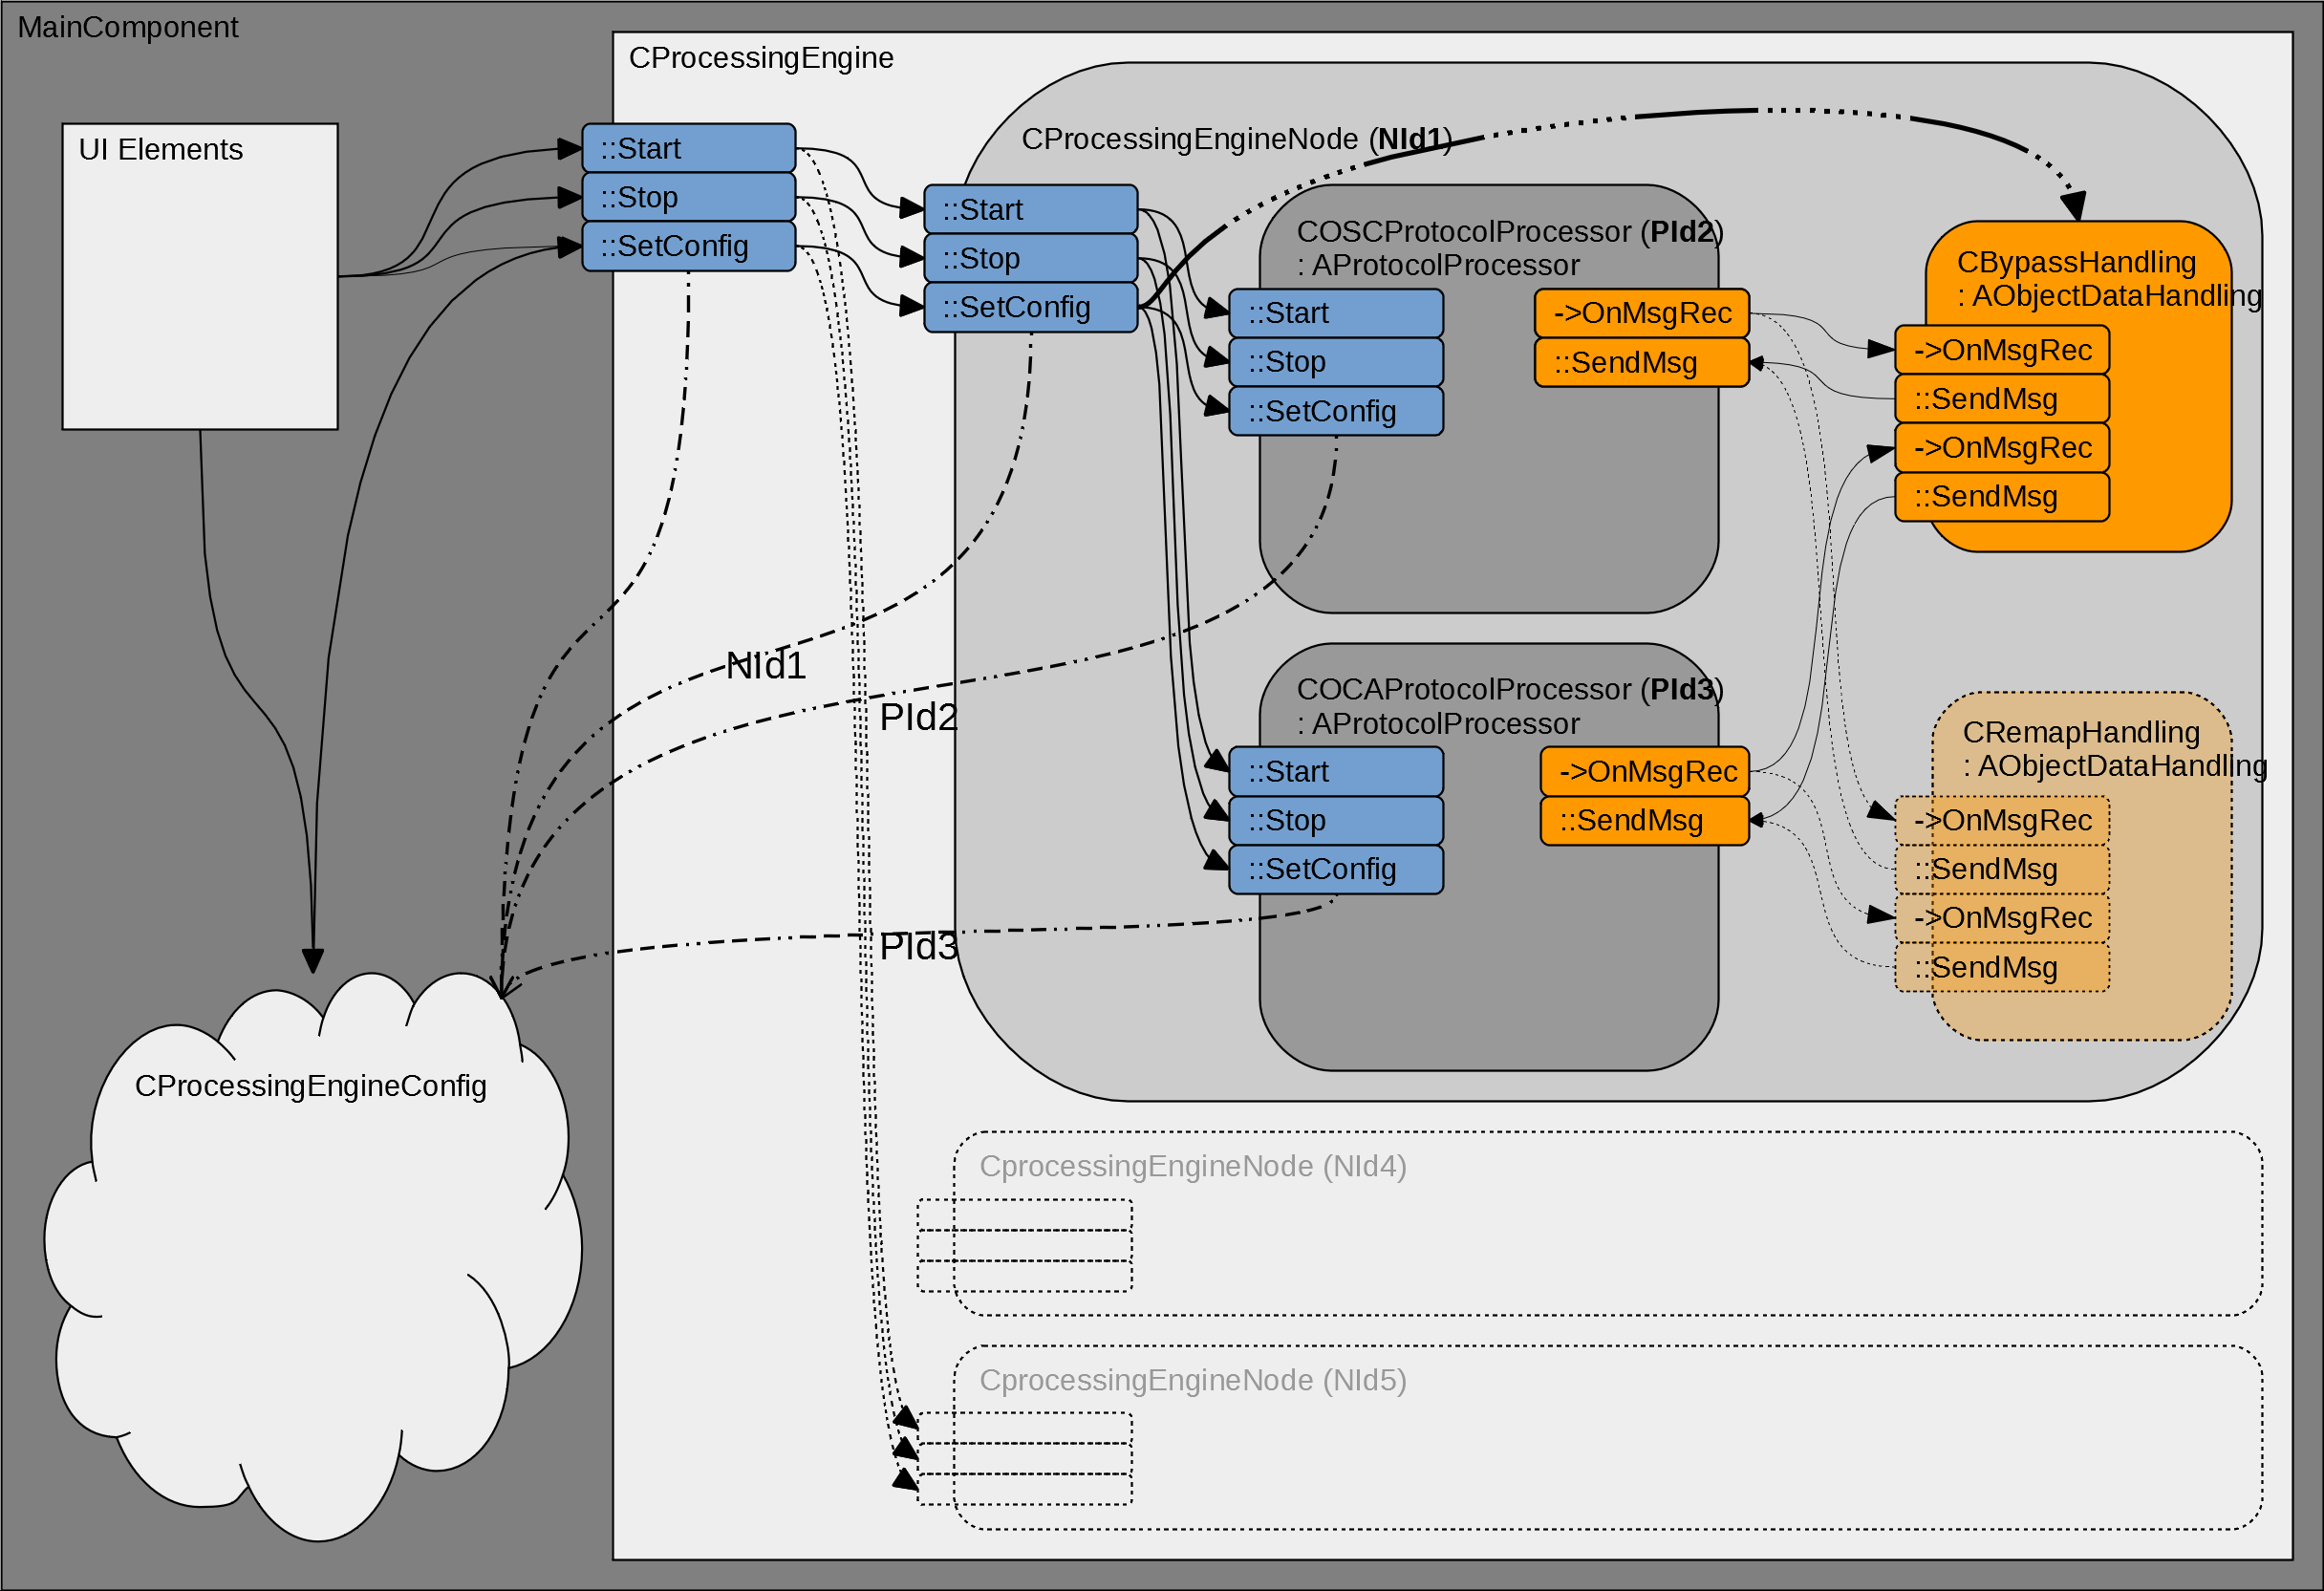 MainComponent
CProcessingEngine
UI Elements
::Start
::Stop
::SetConfig
CProcessingEngineNode (NId1)
::Start
::Stop
::SetConfig
COSCProtocolProcessor (PId2)
: AProtocolProcessor
::Start
::Stop
::SetConfig
->OnMsgRec
::SendMsg
CBypassHandling
: AObjectDataHandling
->OnMsgRec
::SendMsg
->OnMsgRec
::SendMsg
NId1
PId2
PId3
COCAProtocolProcessor (PId3)
: AProtocolProcessor
::Start
::Stop
::SetConfig
->OnMsgRec
::SendMsg
CRemapHandling
: AObjectDataHandling
->OnMsgRec
::SendMsg
->OnMsgRec
::SendMsg
CProcessingEngineConfig
CprocessingEngineNode (NId4)
CprocessingEngineNode (NId5)